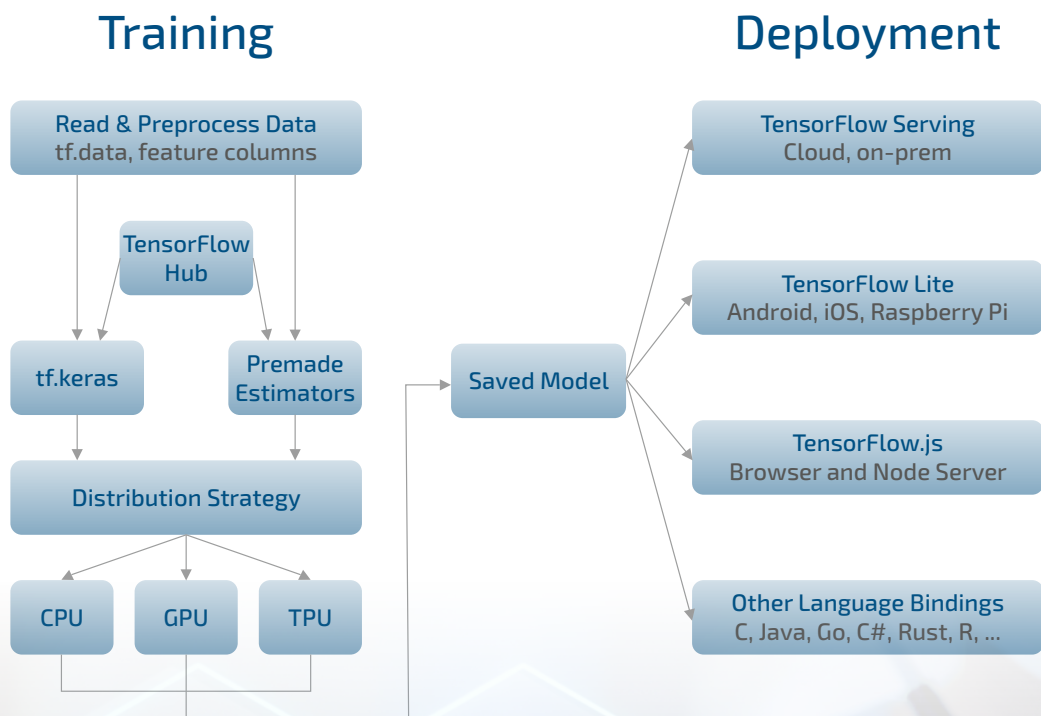 Training
Deployment
Read & Preprocess Data
tf.data, feature columns
TensorFlow
Hub
tf.keras
Premade
Estimators
Distribution Strategy
CPU
GPU
TPU
Saved Model
TensorFlow Serving
Cloud, on-prem
TensorFlow Lite
Android, iOS, Raspberry Pi
TensorFlow.js
Browser and Node Server
Other Language Bindings
C, Java, Go, C#, Rust, R, ...